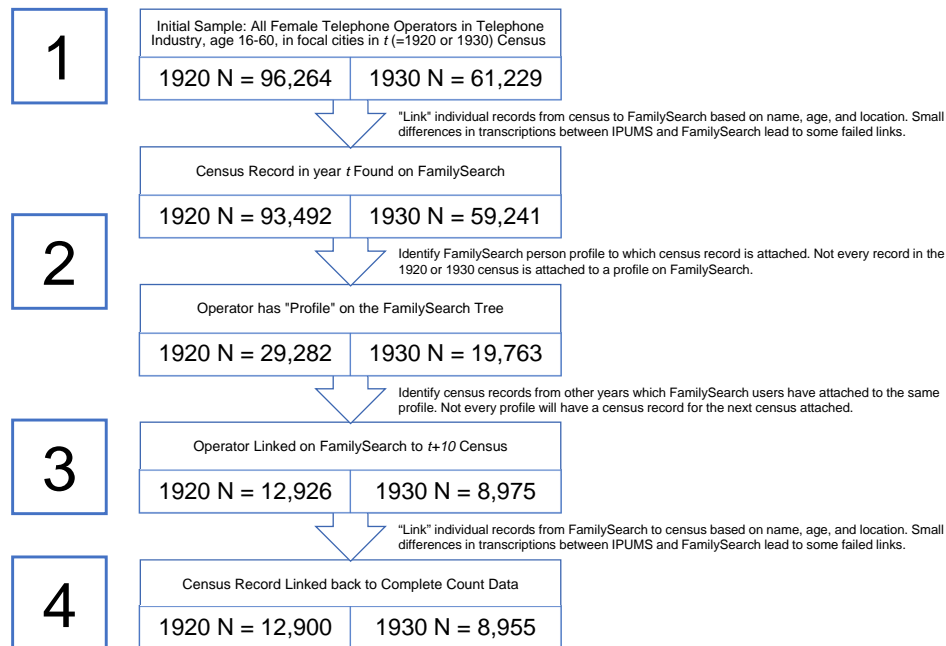 1
Initial Sample: All Female Telephone Operators in Telephone
Industry, age 16-60, in focal cities in t (=1920 or 1930) Census
1920 N = 96,264 1930 N = 61,229
"Link" individual records from census to FamilySearch based on name, age, and location. Small
differences in transcriptions between IPUMS and FamilySearch lead to some failed links.
2
Census Record in year t Found on FamilySearch
1920 N = 93,492 1930 N = 59,241
Identify FamilySearch person profile to which census record is attached. Not every record in the
1920 or 1930 census is attached to a profile on FamilySearch.
Operator has "Profile" on the FamilySearch Tree
1920 N = 29,282 1930 N = 19,763
Identify census records from other years which FamilySearch users have attached to the same
profile. Not every profile will have a census record for the next census attached.
3
Operator Linked on FamilySearch to t+10 Census
1920 N = 12,926 1930 N = 8,975
“Link” individual records from FamilySearch to census based on name, age, and location. Small
differences in transcriptions between IPUMS and FamilySearch lead to some failed links.
4
Census Record Linked back to Complete Count Data
1920 N = 12,900 1930 N = 8,955